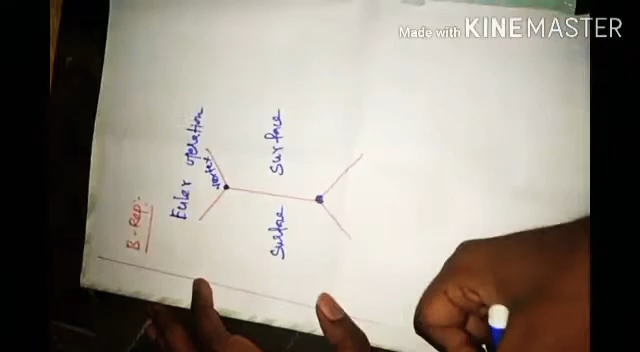 Made with KINEMASTER
B-Rep:-
Euler operation
vertex
Surface
Surface